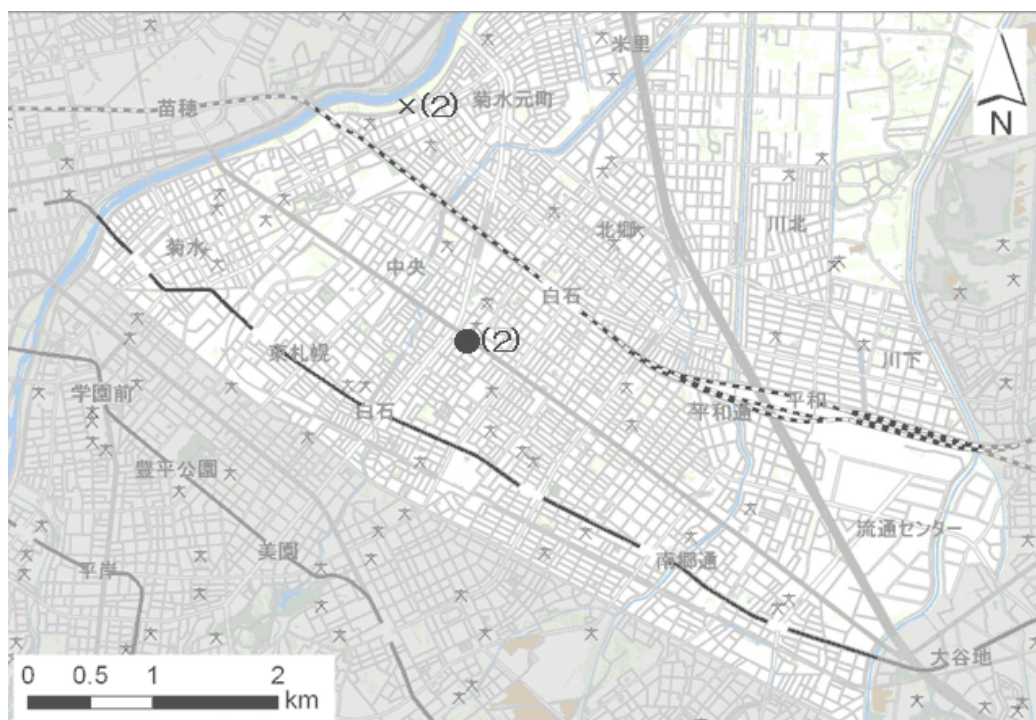 米里
苗穂
×(2)
菊水元町
N
北郷
川北
菊水
中央
白石
●(2)
東札幌
川下
学園前
白石
平和通
平和
豊平公園
流通センター
美園
南郷通
平岸
大谷地
0 0.5 1 2
km